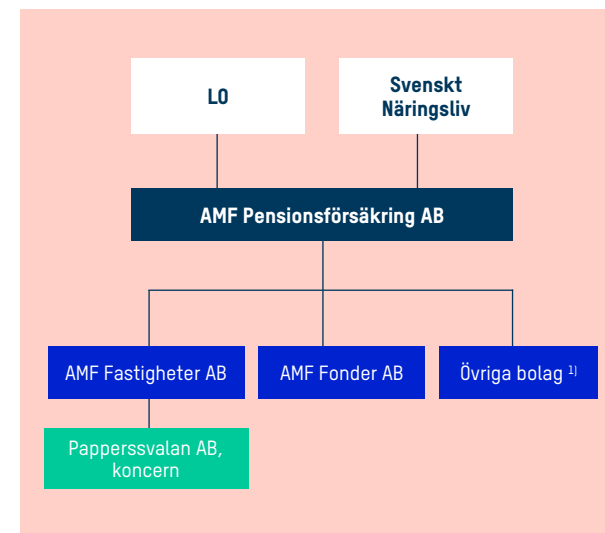 LO
Svenskt
Näringsliv
AMF Pensionsförsäkring AB
AMF Fastigheter AB
AMF Fonder AB
Övriga bolag 1)
Papperssvalan AB,
koncern